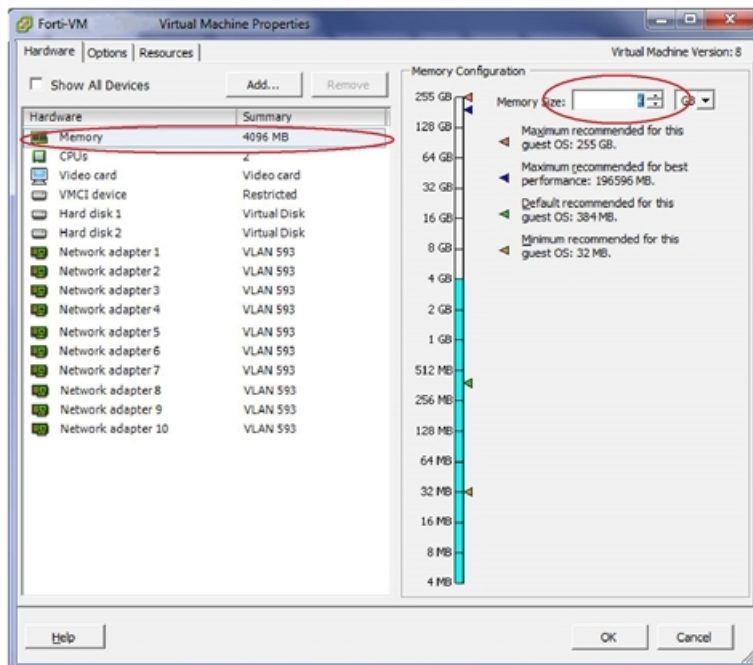 Forti-VM Virtual Machine Properties
Hardware Options Resources
Virtual Machine Version: 8
Show All Devices
Add...
Remove
Hardware Summary
Memory 4096 MB
CPUs 2
Video card Video card
VMCI device Restricted
Hard disk 1 Virtual Disk
Hard disk 2 Virtual Disk
Network adapter 1 VLAN 593
Network adapter 2 VLAN 593
Network adapter 3 VLAN 593
Network adapter 4 VLAN 593
Network adapter 5 VLAN 593
Network adapter 6 VLAN 593
Network adapter 7 VLAN 593
Network adapter 8 VLAN 593
Network adapter 9 VLAN 593
Network adapter 10 VLAN 593
Memory Configuration
255 GB
128 GB
64 GB
32 GB
16 GB
8 GB
4 GB
2 GB
1 GB
512 MB
256 MB
128 MB
64 MB
32 MB
16 MB
8 MB
4 MB
Memory Size: GB
Maximum recommended for this
guest OS: 255 GB.
Maximum recommended for best
performance: 196596 MB.
Default recommended for this
guest OS: 384 MB.
Minimum recommended for this
guest OS: 32 MB.
Help
OK
Cancel